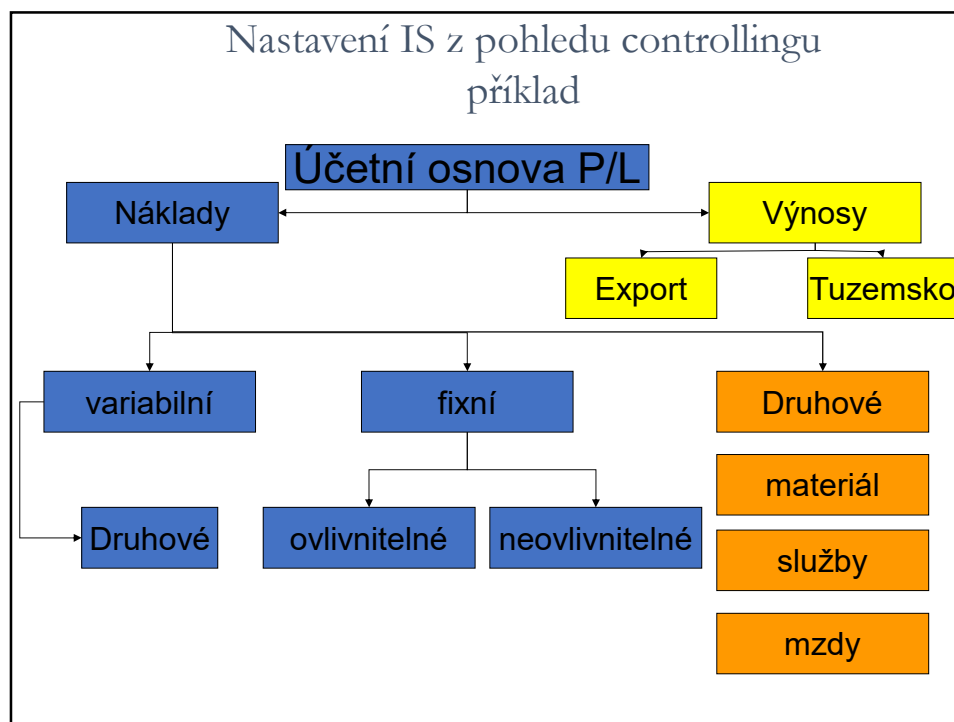 Nastavení IS z pohledu controllingu
příklad
Účetní osnova P/L
Náklady
Výnosy
Export
Tuzemsko
variabilní
fixní
Druhové
materiál
Druhové
ovlivnitelné
neovlivnitelné
služby
mzdy